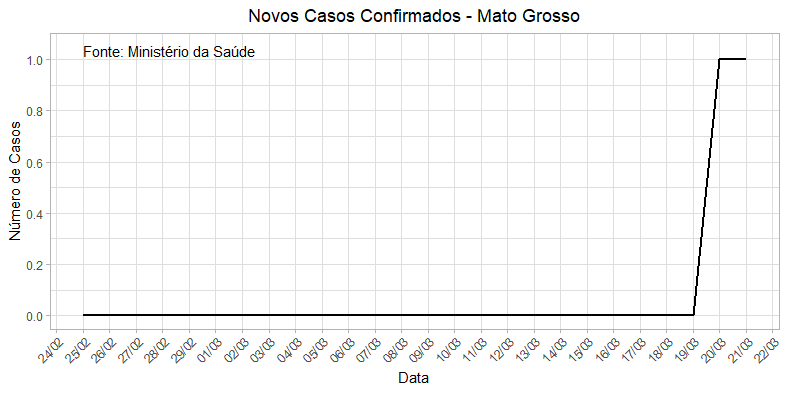 Novos Casos Confirmados - Mato Grosso
Fonte: Ministério da Saúde
Número de Casos
1.0
0.8
0.6
0.4
0.2
0.0
24/02 25/02 26/02 27/02 28/02 29/02 01/03 02/03 03/03 04/03 05/03 06/03 07/03 08/03 09/03 10/03 11/03 12/03 13/03 14/03 15/03 16/03 17/03 18/03 19/03 20/03 21/03 22/03
Data